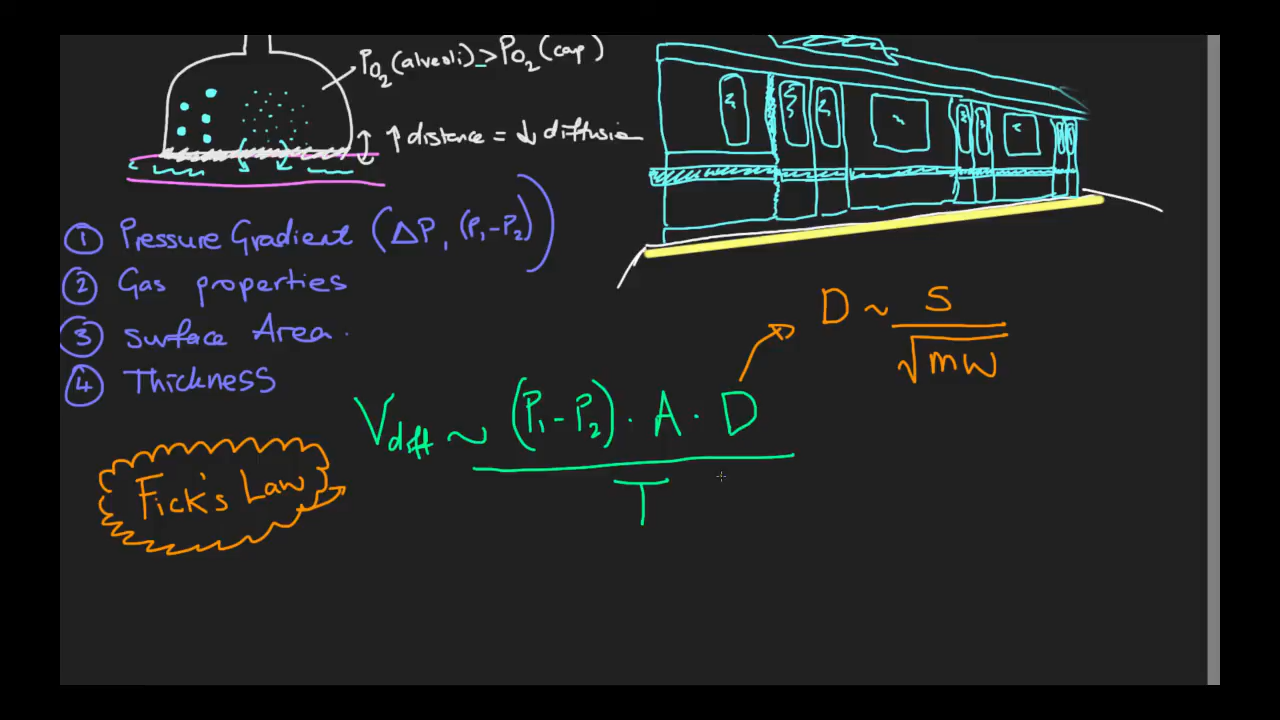 PO2 (alveoli) > PO2 (cap)
↑ distance = ↓ diffusion
① Pressure Gradient (ΔP, (P1-P2))
② Gas properties
③ Surface Area.
④ Thickness
D ~ S / √mw
Vdiff ~ (P1-P2) · A · D / T
Fick's Law